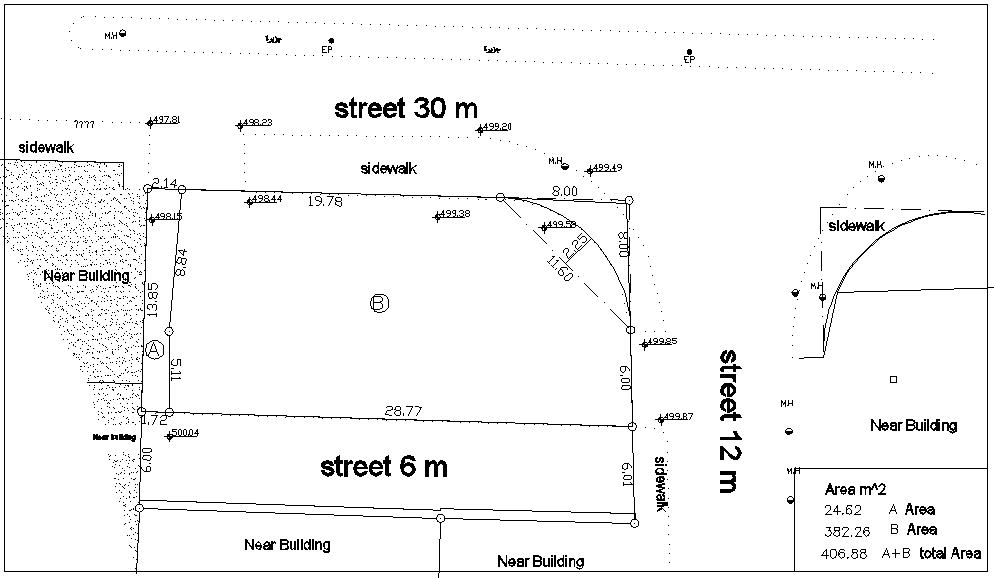 M.H
EP
EP
street 30 m
497.81
498.23
499.20
sidewalk
sidewalk
M.H
499.49
M.H
2.14
498.15
498.44
19.78
499.38
8.00
499.58
8.00
sidewalk
Near Building
13.85
8.84
2.25
11.60
B
M.H
A
5.11
499.85
6.00
street 12 m
28.77
1.72
499.87
M.H
Near Building
Near Building
500.04
6.00
street 6 m
6.01
sidewalk
M.H
Near Building
Near Building
Area m^2
24.62 A Area
382.26 B Area
406.88 A+B total Area